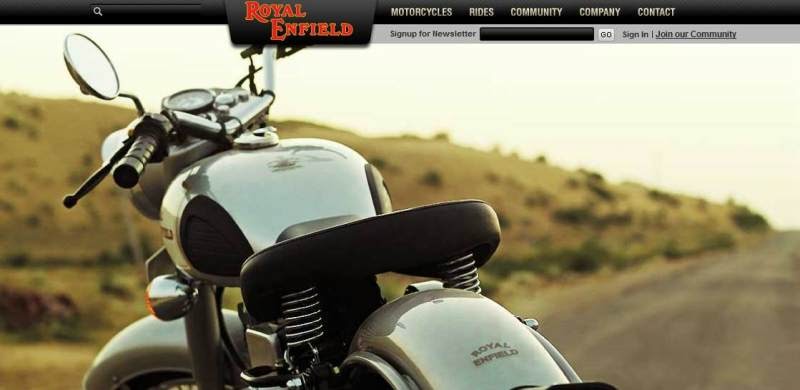 ROYAL
ENFIELD
MOTORCYCLES RIDES COMMUNITY COMPANY CONTACT
Signup for Newsletter GO Sign In | Join our Community
ROYAL
ENFIELD